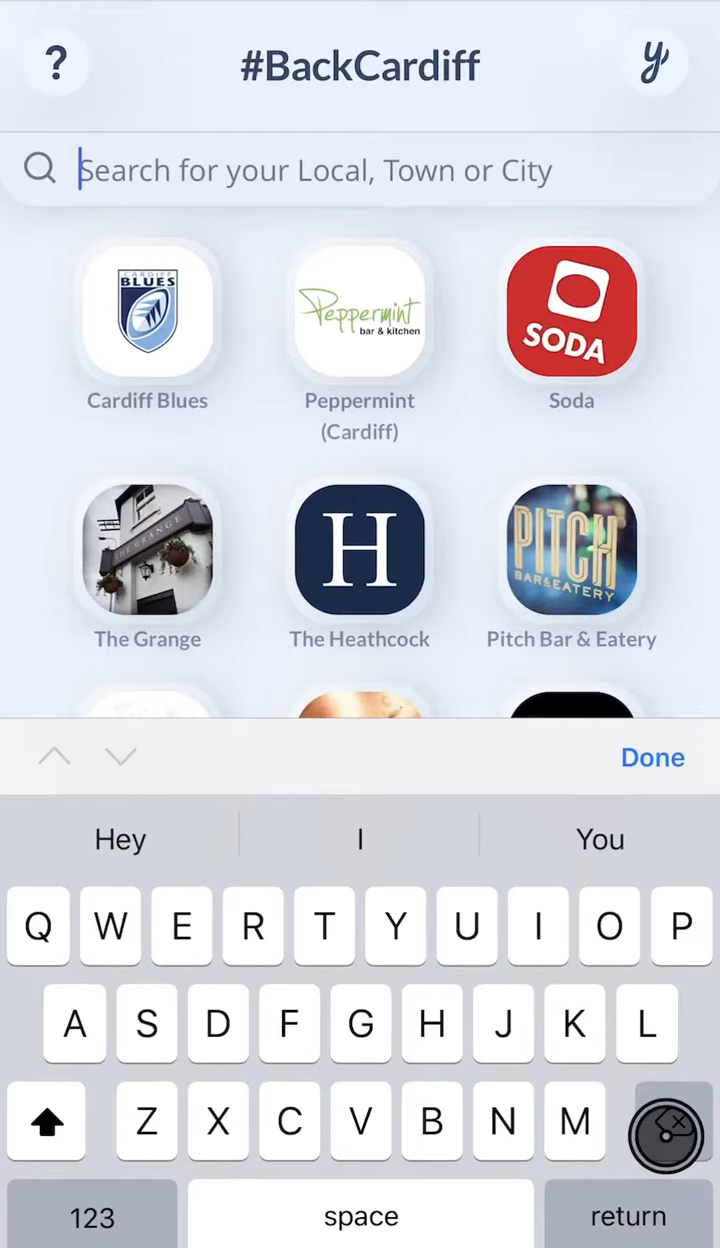 ?
#BackCardiff
y
Search for your Local, Town or City
CARDIFF
BLUES
Peppermint
bar & kitchen
SODA
Cardiff Blues
Peppermint
(Cardiff)
Soda
THE GRANGE
H
PITCH
BAR & EATERY
The Grange
The Heathcock
Pitch Bar & Eatery
Done
Hey I You
Q W E R T Y U I O P
A S D F G H J K L
Z X C V B N M
123 space return